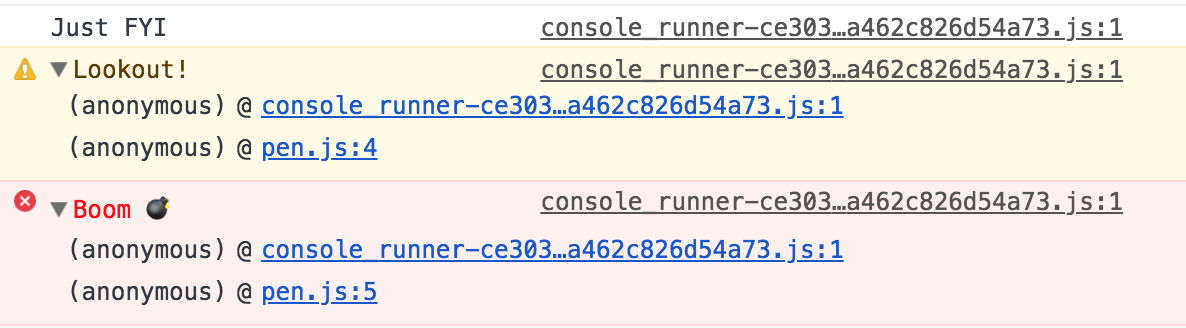 Just FYI console_runner-ce303…a462c826d54a73.js:1
Lookout! console_runner-ce303…a462c826d54a73.js:1
(anonymous) @ console_runner-ce303…a462c826d54a73.js:1
(anonymous) @ pen.js:4
Boom 💣 console_runner-ce303…a462c826d54a73.js:1
(anonymous) @ console_runner-ce303…a462c826d54a73.js:1
(anonymous) @ pen.js:5